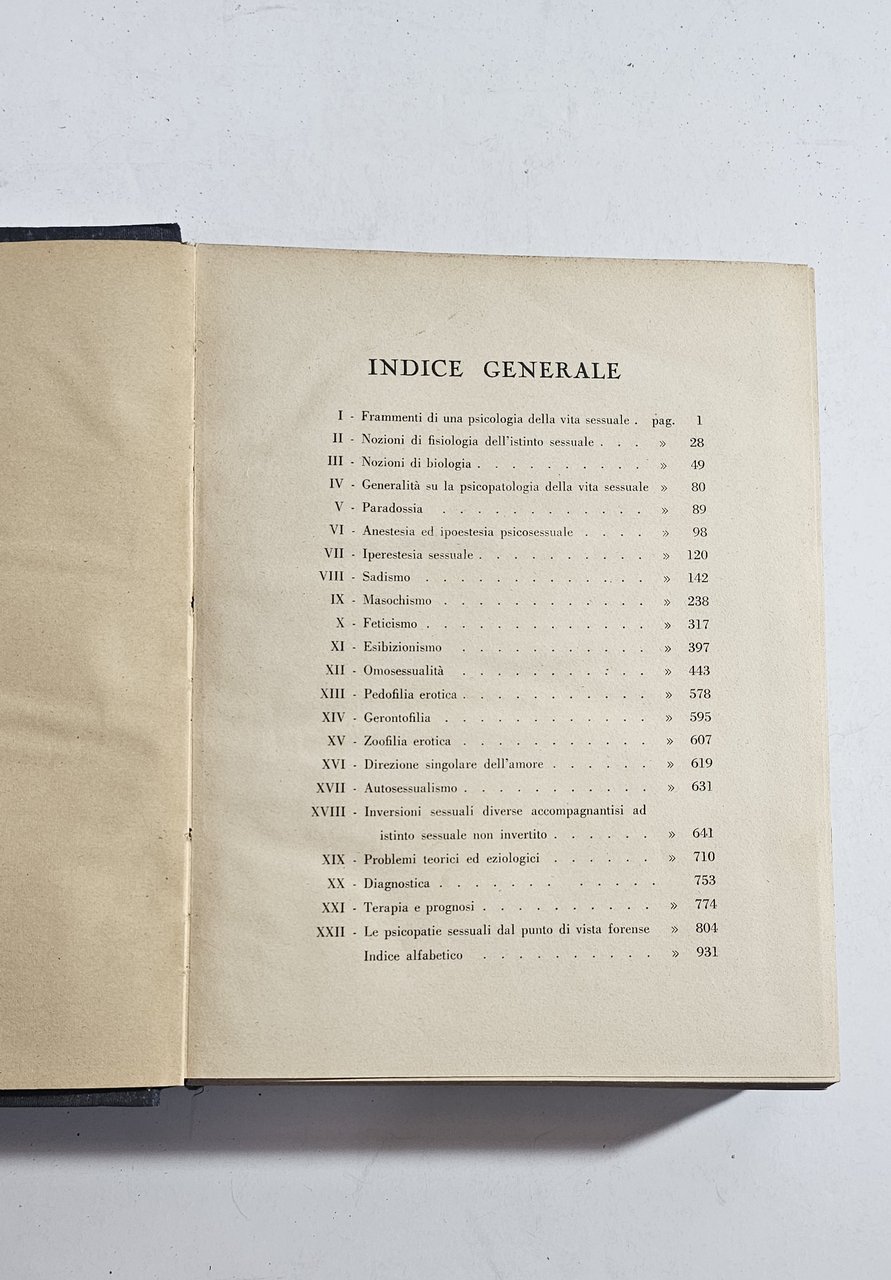 INDICE GENERALE
I - Frammenti di una psicologia della vita sessuale . pag. 1
II - Nozioni di fisiologia dell'istinto sessuale . . . » 28
III - Nozioni di biologia . . . . . . . . . . » 49
IV - Generalità su la psicopatologia della vita sessuale » 80
V - Paradossia . . . . . . . . . . . . » 89
VI - Anestesia ed ipoestesia psicosessuale . . . . » 98
VII - Iperestesia sessuale . . . . . . . . . . » 120
VIII - Sadismo . . . . . . . . . . . . . » 142
IX - Masochismo . . . . . . . . . . . . » 238
X - Feticismo . . . . . . . . . . . . . » 317
XI - Esibizionismo . . . . . . . . . . . » 397
XII - Omosessualità . . . . . . . . . . . » 443
XIII - Pedofilia erotica . . . . . . . . . . . » 578
XIV - Gerontofilia . . . . . . . . . . . . » 595
XV - Zoofilia erotica . . . . . . . . . . . » 607
XVI - Direzione singolare dell'amore . . . . . . » 619
XVII - Autosessualismo . . . . . . . . . . . » 631
XVIII - Inversioni sessuali diverse accompagnantisi ad
istinto sessuale non invertito . . . . . . » 641
XIX - Problemi teorici ed eziologici . . . . . . » 710
XX - Diagnostica . . . . . . . . . . . . 753
XXI - Terapia e prognosi . . . . . . . . . . » 774
XXII - Le psicopatie sessuali dal punto di vista forense » 804
Indice alfabetico . . . . . . . . . . » 931